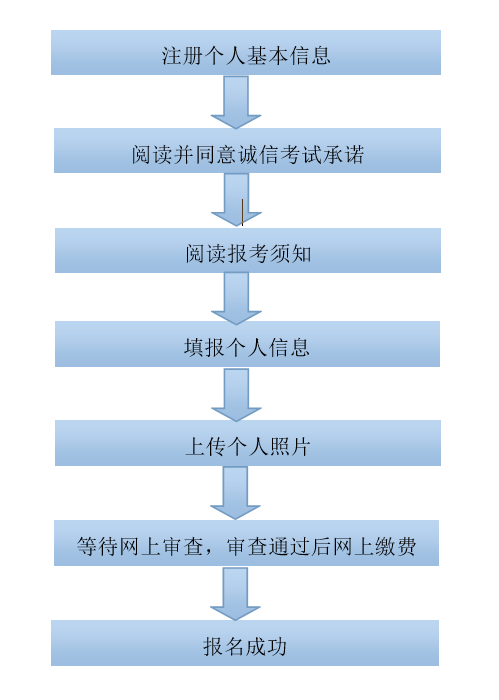 注册个人基本信息
阅读并同意诚信考试承诺
阅读报考须知
填报个人信息
上传个人照片
等待网上审查，审查通过后网上缴费
报名成功